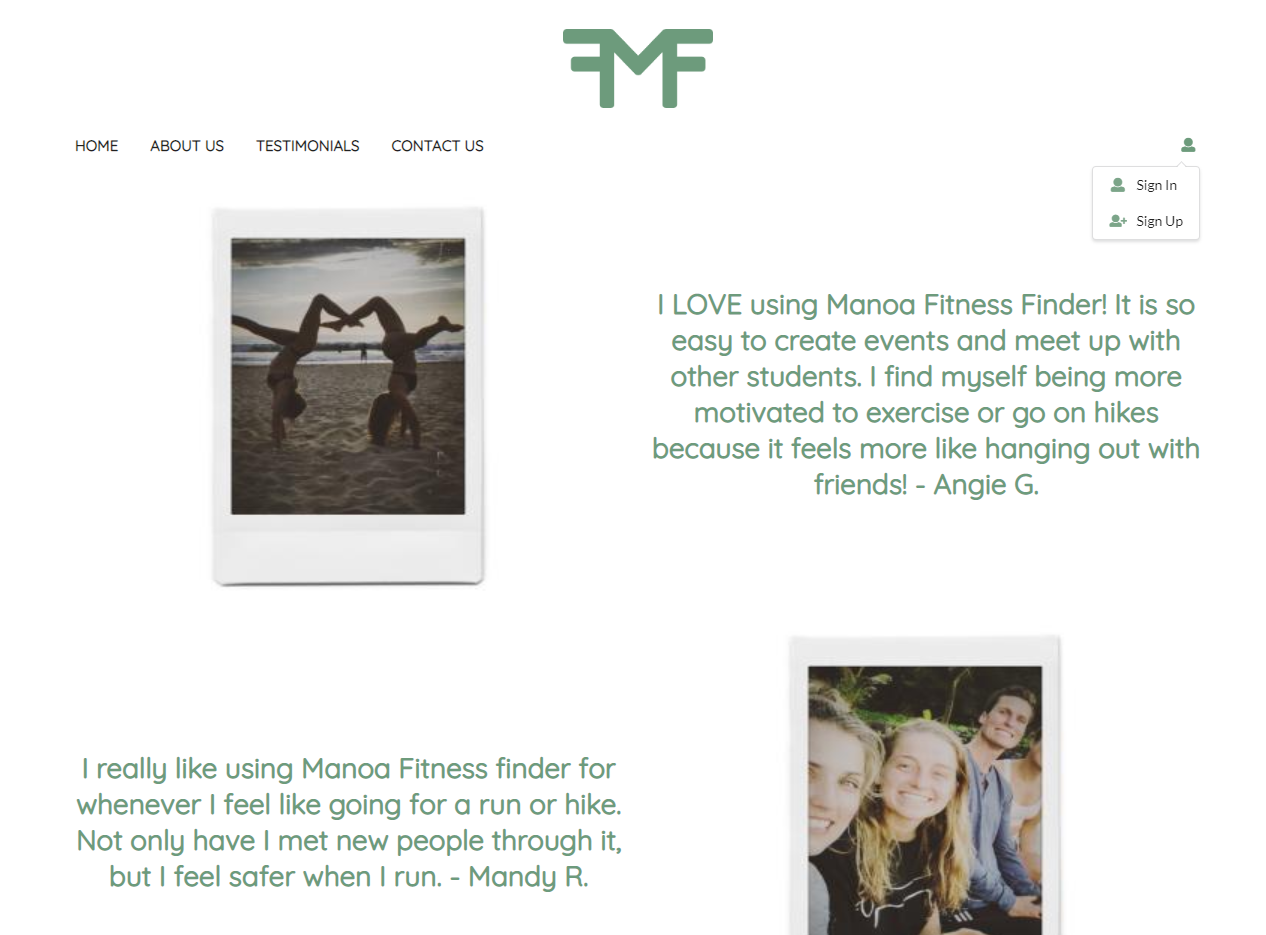 FMF
HOME
ABOUT US
TESTIMONIALS
CONTACT US
Sign In
Sign Up
I LOVE using Manoa Fitness Finder! It is so
easy to create events and meet up with
other students. I find myself being more
motivated to exercise or go on hikes
because it feels more like hanging out with
friends! - Angie G.
I really like using Manoa Fitness finder for
whenever I feel like going for a run or hike.
Not only have I met new people through it,
but I feel safer when I run. - Mandy R.